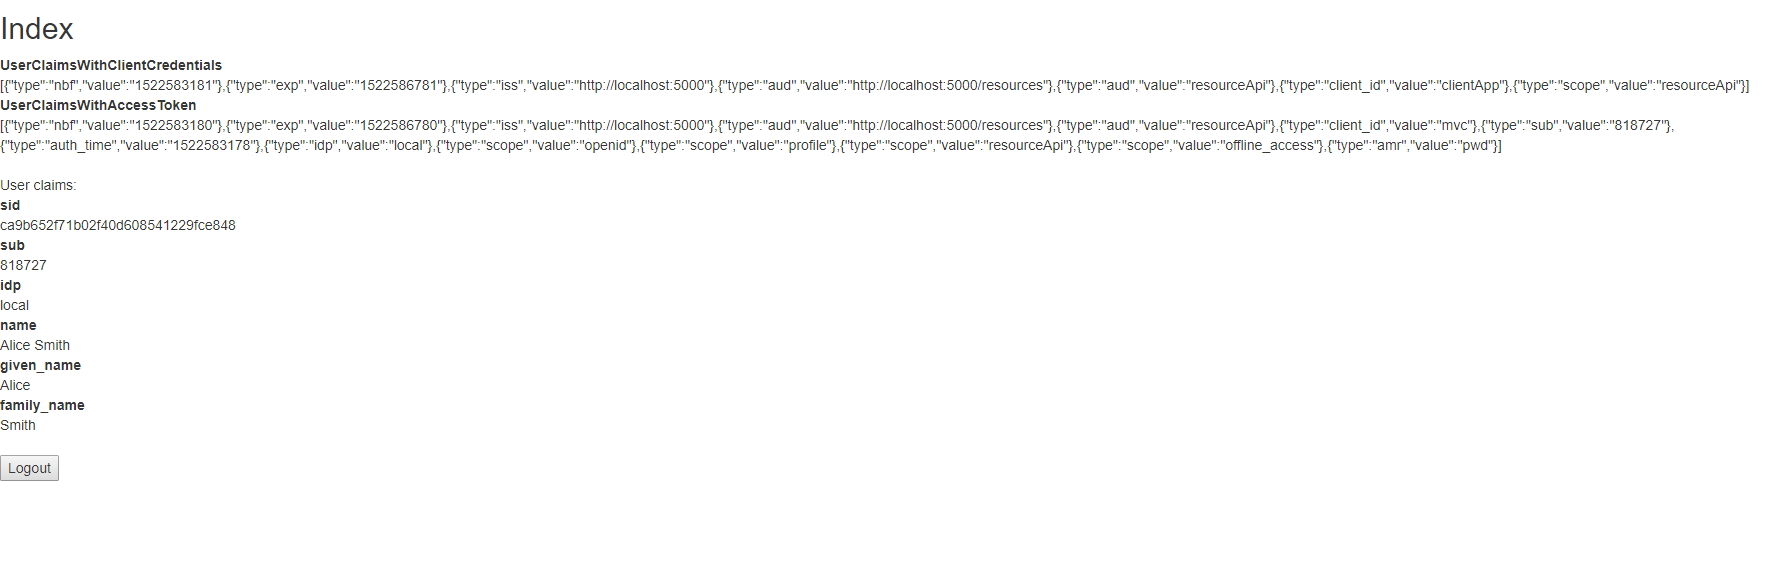 Index
UserClaimsWithClientCredentials
[{"type":"nbf","value":"1522583181"},{"type":"exp","value":"1522586781"},{"type":"iss","value":"http://localhost:5000"},{"type":"aud","value":"http://localhost:5000/resources"},{"type":"aud","value":"resourceApi"},{"type":"client_id","value":"clientApp"},{"type":"scope","value":"resourceApi"}]
UserClaimsWithAccessToken
[{"type":"nbf","value":"1522583180"},{"type":"exp","value":"1522586780"},{"type":"iss","value":"http://localhost:5000"},{"type":"aud","value":"http://localhost:5000/resources"},{"type":"aud","value":"resourceApi"},{"type":"client_id","value":"mvc"},{"type":"sub","value":"818727"},
{"type":"auth_time","value":"1522583178"},{"type":"idp","value":"local"},{"type":"scope","value":"openid"},{"type":"scope","value":"profile"},{"type":"scope","value":"resourceApi"},{"type":"scope","value":"offline_access"},{"type":"amr","value":"pwd"}]
User claims:
sid
ca9b652f71b02f40d608541229fce848
sub
818727
idp
local
name
Alice Smith
given_name
Alice
family_name
Smith
Logout